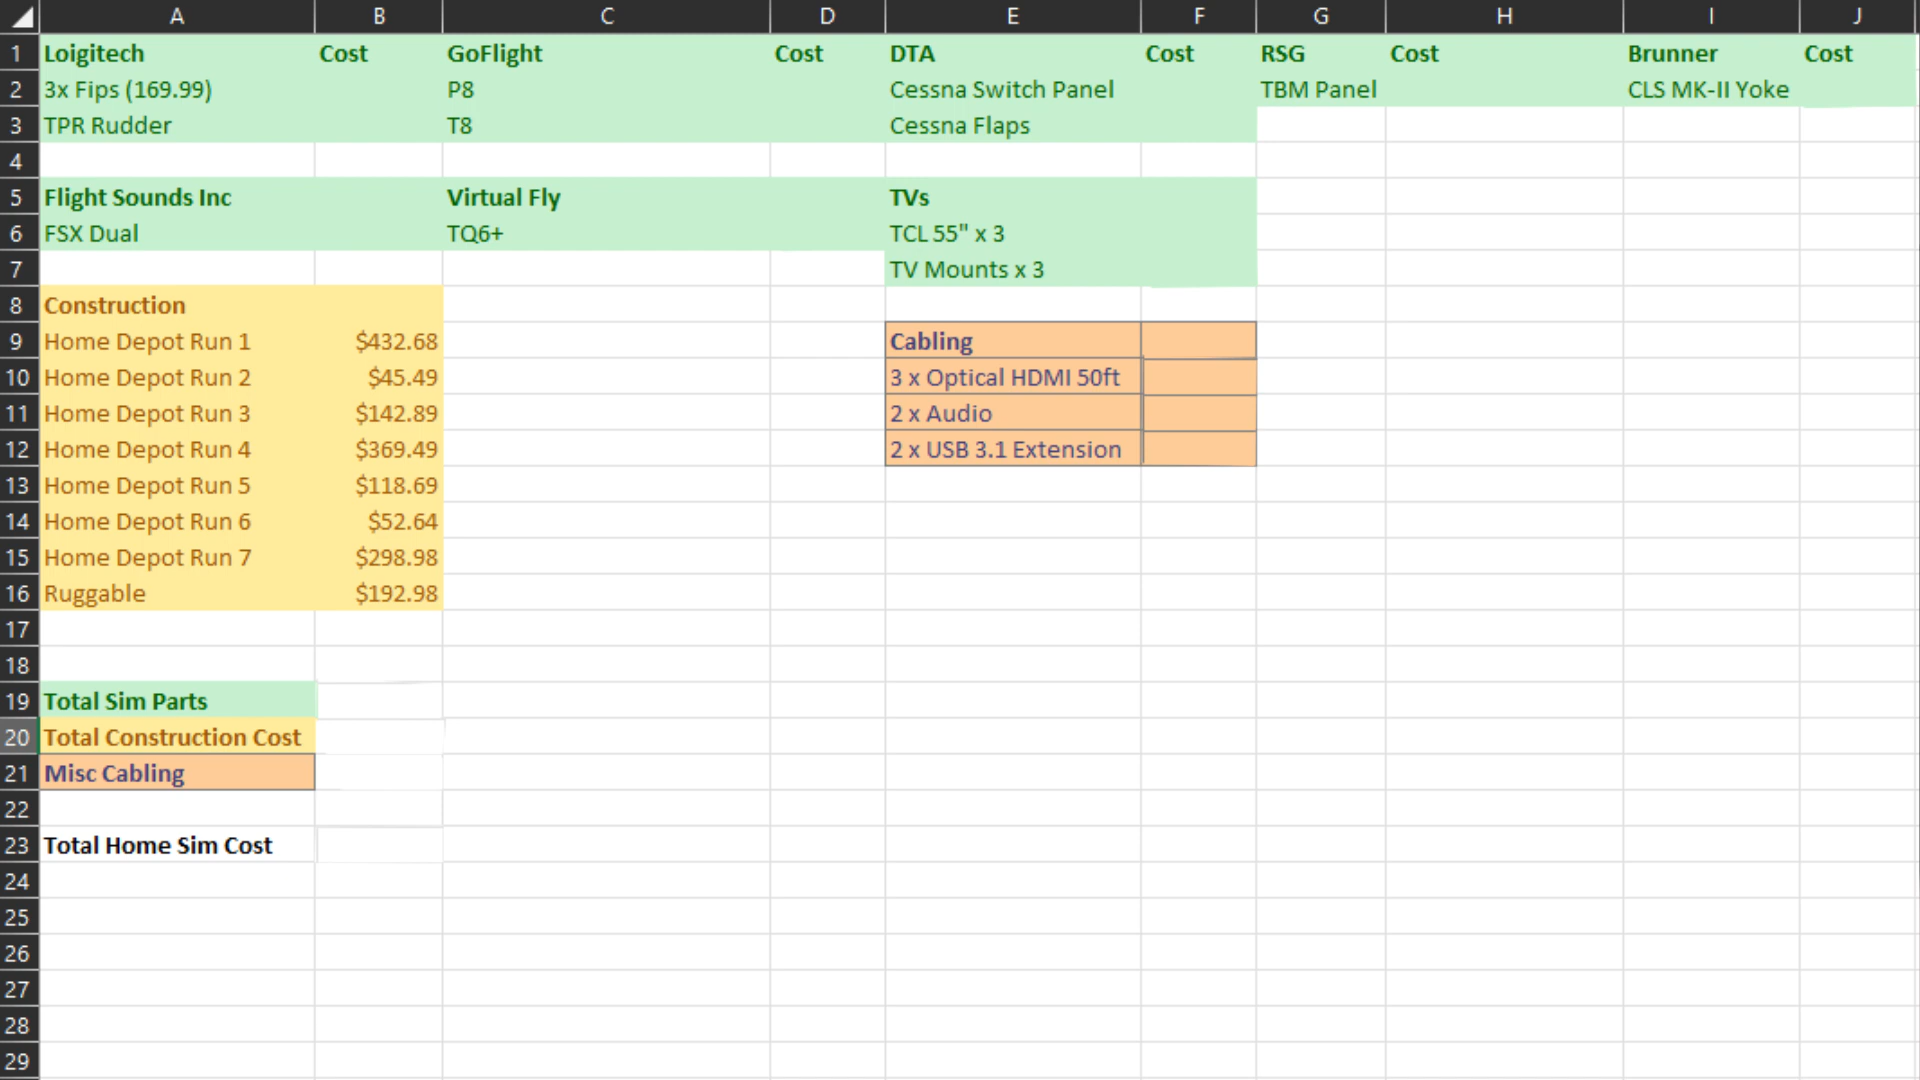 A B C D E F G H I J
1 Loigitech Cost GoFlight Cost DTA Cost RSG Cost Brunner Cost
2 3x Fips (169.99) P8 Cessna Switch Panel TBM Panel CLS MK-II Yoke
3 TPR Rudder T8 Cessna Flaps
4
5 Flight Sounds Inc Virtual Fly TVs
6 FSX Dual TQ6+ TCL 55" x 3
7 TV Mounts x 3
8 Construction
9 Home Depot Run 1 $432.68 Cabling
10 Home Depot Run 2 $45.49 3 x Optical HDMI 50ft
11 Home Depot Run 3 $142.89 2 x Audio
12 Home Depot Run 4 $369.49 2 x USB 3.1 Extension
13 Home Depot Run 5 $118.69
14 Home Depot Run 6 $52.64
15 Home Depot Run 7 $298.98
16 Ruggable $192.98
17
18
19 Total Sim Parts
20 Total Construction Cost
21 Misc Cabling
22
23 Total Home Sim Cost
24
25
26
27
28
29